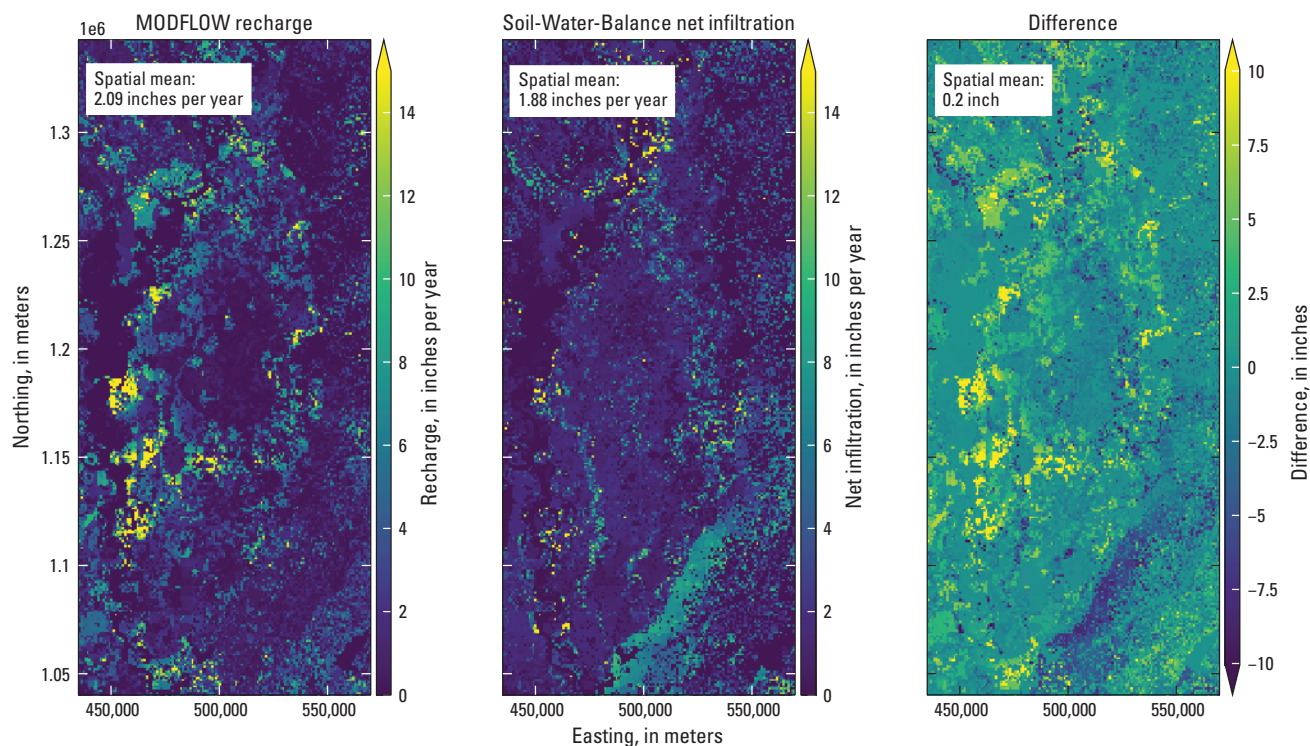 MODFLOW recharge
1e6
Spatial mean:
2.09 inches per year
1.3
1.25
1.2
1.15
1.1
1.05
Northing, in meters
450,000 500,000 550,000
14
12
10
8
6
4
2
0
Recharge, in inches per year
Soil-Water-Balance net infiltration
Spatial mean:
1.88 inches per year
450,000 500,000 550,000
Easting, in meters
14
12
10
8
6
4
2
0
Net infiltration, in inches per year
Difference
Spatial mean:
0.2 inch
450,000 500,000 550,000
10
7.5
5
2.5
0
−2.5
−5
−7.5
−10
Difference, in inches